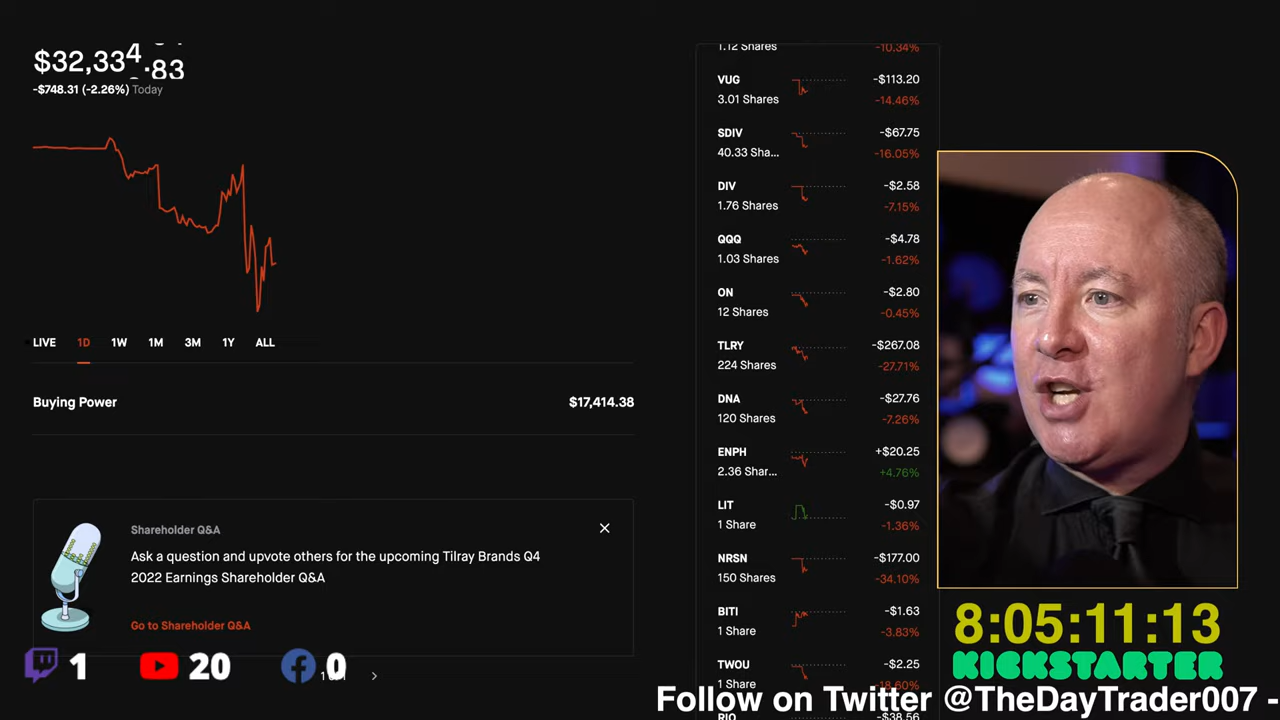 $32,334.83
-$748.31 (-2.26%) Today
LIVE 1D 1W 1M 3M 1Y ALL
Buying Power $17,414.38
Shareholder Q&A
Ask a question and upvote others for the upcoming Tilray Brands Q4
2022 Earnings Shareholder Q&A
Go to Shareholder Q&A
1.12 Shares -10.34%
VUG -$113.20
3.01 Shares -14.46%
SDIV -$67.75
40.33 Sha... -16.05%
DIV -$2.58
1.76 Shares -7.15%
QQQ -$4.78
1.03 Shares -1.62%
ON -$2.80
12 Shares -0.45%
TLRY -$267.08
224 Shares -27.71%
DNA -$27.76
120 Shares -7.26%
ENPH +$20.25
2.36 Shar... +4.76%
LIT -$0.97
1 Share -1.36%
NRSN -$177.00
150 Shares -34.10%
BITI -$1.63
1 Share -3.83%
TWOU -$2.25
1 Share -18.60%
RIO -$38.56
8:05:11:13
KICKSTARTER
1 20 0
Follow on Twitter @TheDayTrader007 -